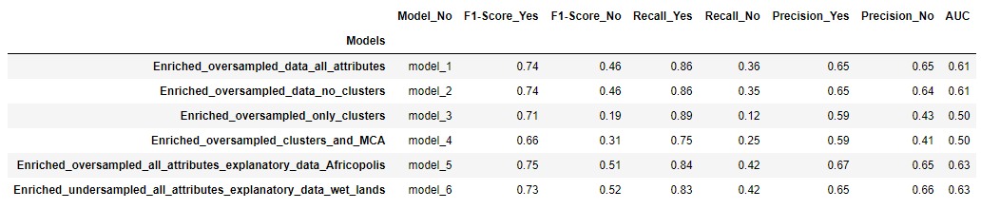 Model_No F1-Score_Yes F1-Score_No Recall_Yes Recall_No Precision_Yes Precision_No AUC
Models
Enriched_oversampled_data_all_attributes model_1 0.74 0.46 0.86 0.36 0.65 0.65 0.61
Enriched_oversampled_data_no_clusters model_2 0.74 0.46 0.86 0.35 0.65 0.64 0.61
Enriched_oversampled_only_clusters model_3 0.71 0.19 0.89 0.12 0.59 0.43 0.50
Enriched_oversampled_clusters_and_MCA model_4 0.66 0.31 0.75 0.25 0.59 0.41 0.50
Enriched_oversampled_all_attributes_explanatory_data_Africopolis model_5 0.75 0.51 0.84 0.42 0.67 0.65 0.63
Enriched_undersampled_all_attributes_explanatory_data_wet_lands model_6 0.73 0.52 0.83 0.42 0.65 0.66 0.63